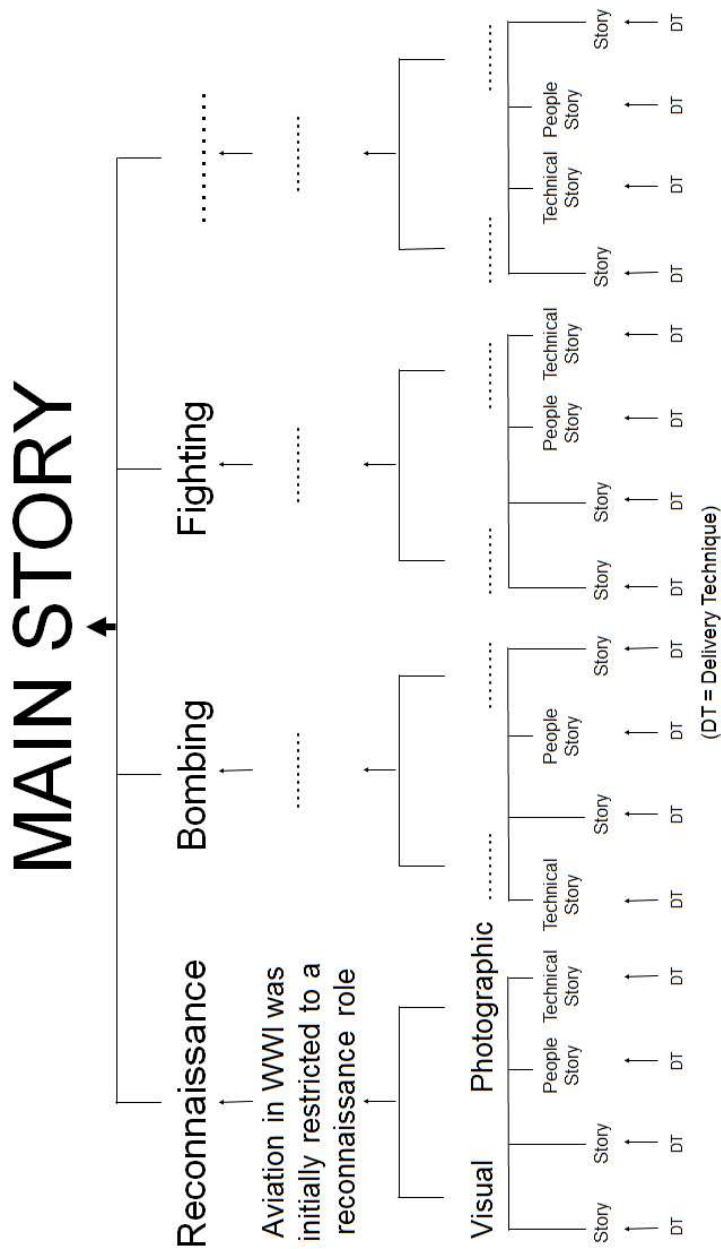 MAIN STORY
Reconnaissance Bombing Fighting ..........
Aviation in WWI was
initially restricted to a
reconnaissance role
.......... .......... ..........
Visual Photographic .......... .......... .......... .......... .......... ..........
Story Story People Story Technical Story Technical Story Story People Story Story Story Story People Story Technical Story Story Technical Story People Story Story
DT DT DT DT DT DT DT DT DT DT DT DT DT DT DT DT
(DT = Delivery Technique)